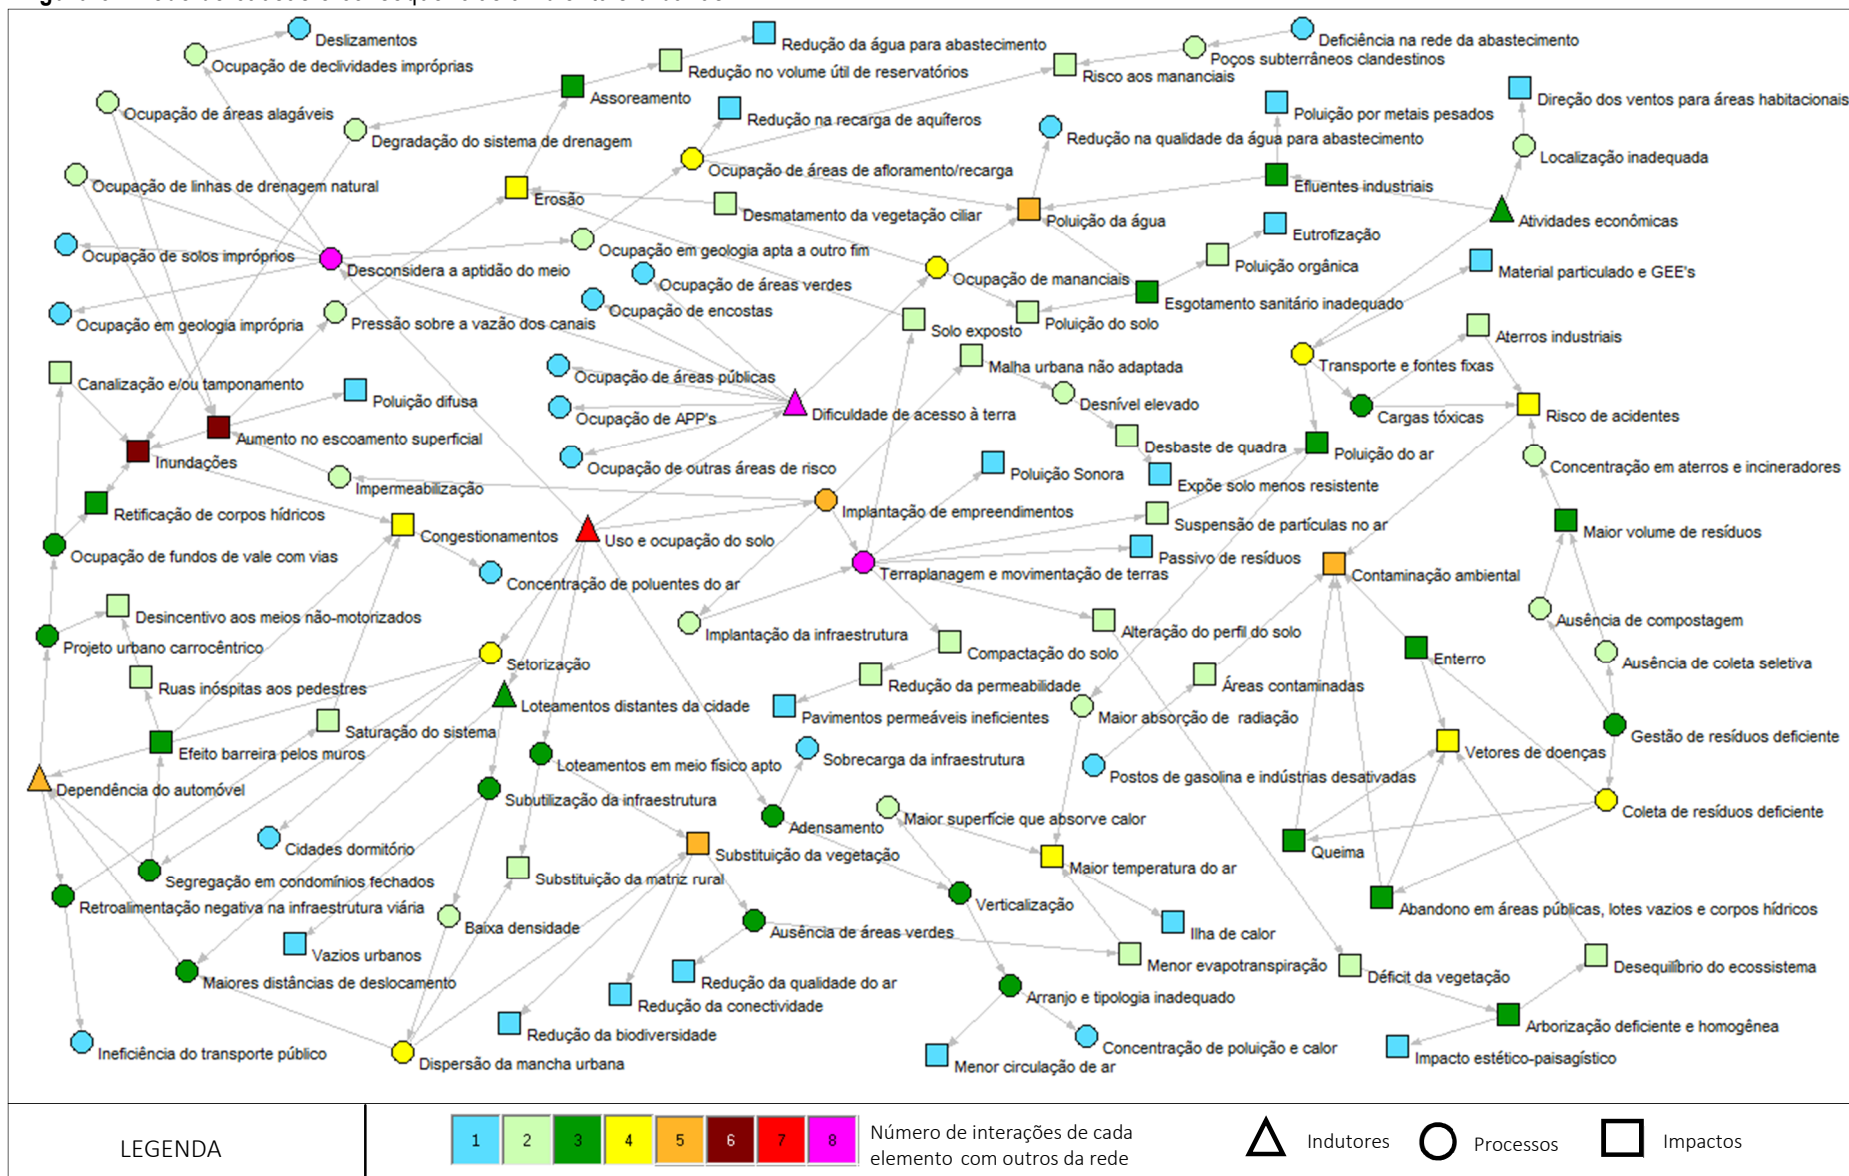 Deslizamentos
Ocupação de declividades impróprias
Redução da água para abastecimento
Redução no volume útil de reservatórios
Deficiência na rede da abastecimento
Poços subterrâneos clandestinos
Risco aos mananciais
Assoreamento
Ocupação de áreas alagáveis
Degradação do sistema de drenagem
Redução na recarga de aquíferos
Redução na qualidade da água para abastecimento
Poluição por metais pesados
Direção dos ventos para áreas habitacionais
Localização inadequada
Ocupação de áreas de afloramento/recarga
Ocupação de linhas de drenagem natural
Erosão
Desmatamento da vegetação ciliar
Poluição da água
Efluentes industriais
Atividades econômicas
Eutrofização
Ocupação de solos impróprios
Desconsidera a aptidão do meio
Ocupação em geologia apta a outro fim
Ocupação de áreas verdes
Ocupação de mananciais
Poluição orgânica
Material particulado e GEE's
Ocupação em geologia imprópria
Pressão sobre a vazão dos canais
Ocupação de encostas
Solo exposto
Poluição do solo
Esgotamento sanitário inadequado
Aterros industriais
Canalização e/ou tamponamento
Poluição difusa
Ocupação de áreas públicas
Malha urbana não adaptada
Transporte e fontes fixas
Ocupação de APP's
Dificuldade de acesso à terra
Desnível elevado
Cargas tóxicas
Risco de acidentes
Aumento no escoamento superficial
Inundações
Ocupação de outras áreas de risco
Desbaste de quadra
Poluição do ar
Poluição Sonora
Expõe solo menos resistente
Concentração em aterros e incineradores
Impermeabilização
Retificação de corpos hídricos
Implantação de empreendimentos
Suspensão de partículas no ar
Maior volume de resíduos
Congestionamentos
Uso e ocupação do solo
Ocupação de fundos de vale com vias
Passivo de resíduos
Concentração de poluentes do ar
Terraplanagem e movimentação de terras
Contaminação ambiental
Desincentivo aos meios não-motorizados
Implantação da infraestrutura
Alteração do perfil do solo
Ausência de compostagem
Projeto urbano carrocêntrico
Setorização
Compactação do solo
Enterro
Ausência de coleta seletiva
Ruas inóspitas aos pedestres
Redução da permeabilidade
Áreas contaminadas
Loteamentos distantes da cidade
Pavimentos permeáveis ineficientes
Maior absorção de radiação
Saturação do sistema
Efeito barreira pelos muros
Loteamentos em meio físico apto
Sobrecarga da infraestrutura
Vetores de doenças
Gestão de resíduos deficiente
Postos de gasolina e indústrias desativadas
Dependência do automóvel
Subutilização da infraestrutura
Adensamento
Maior superfície que absorve calor
Coleta de resíduos deficiente
Cidades dormitório
Substituição da vegetação
Maior temperatura do ar
Queima
Segregação em condomínios fechados
Substituição da matriz rural
Retroalimentação negativa na infraestrutura viária
Verticalização
Abandono em áreas públicas, lotes vazios e corpos hídricos
Baixa densidade
Ausência de áreas verdes
Ilha de calor
Vazios urbanos
Menor evapotranspiração
Déficit da vegetação
Desequilíbrio do ecossistema
Maiores distâncias de deslocamento
Redução da qualidade do ar
Redução da conectividade
Arranjo e tipologia inadequado
Redução da biodiversidade
Arborização deficiente e homogênea
Ineficiência do transporte público
Dispersão da mancha urbana
Concentração de poluição e calor
Menor circulação de ar
Impacto estético-paisagístico
LEGENDA
1 2 3 4 5 6 7 8
Número de interações de cada
elemento com outros da rede
Indutores
Processos
Impactos